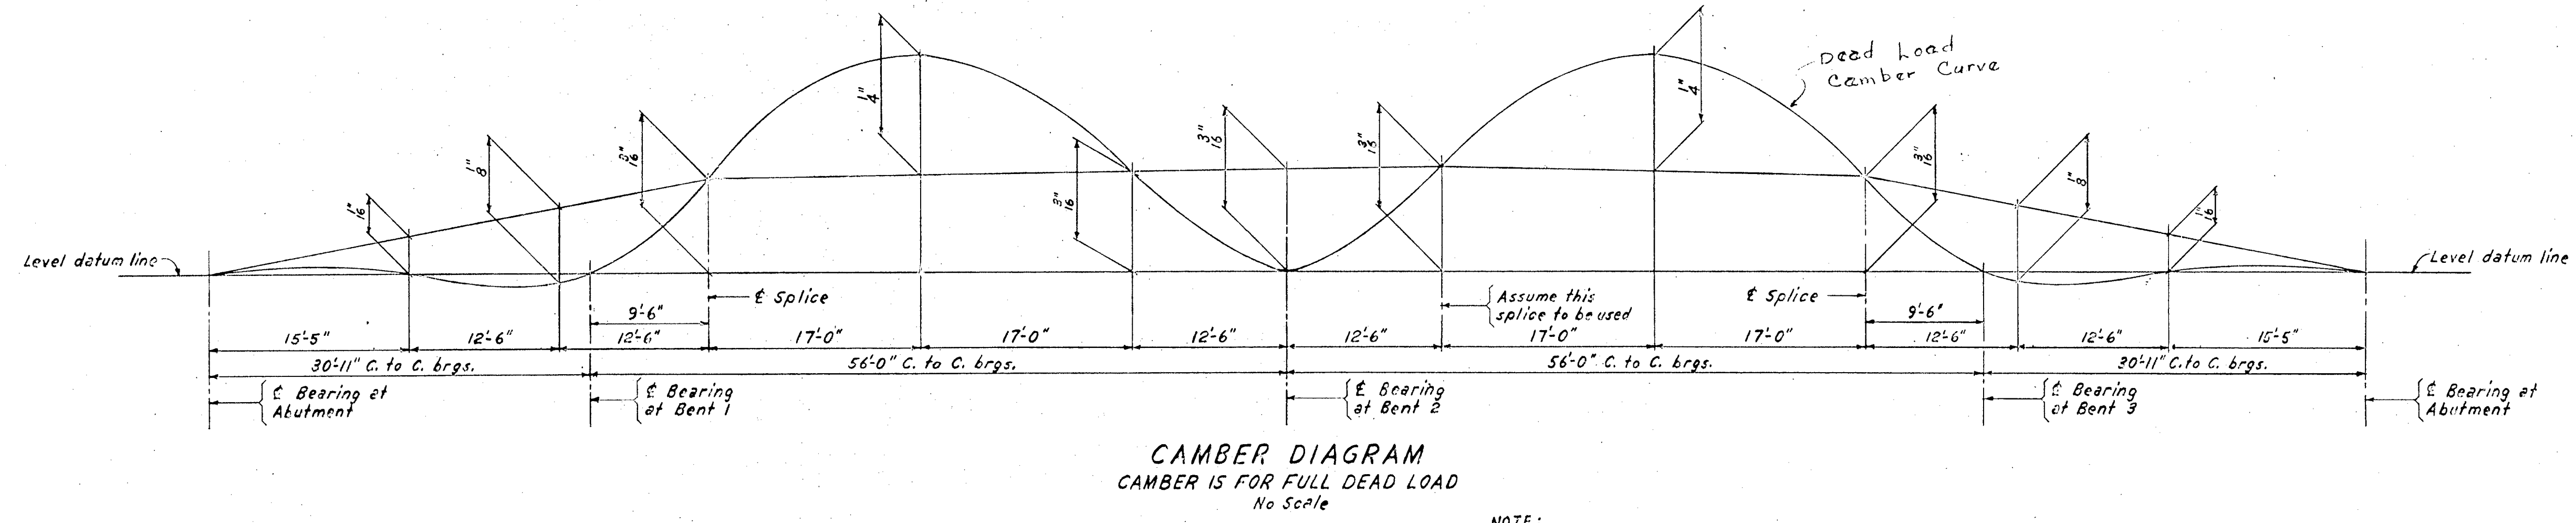 Dead Load
Camber Curve
1/4"
1/4"
3/16"
1/8"
1/16"
3/16"
3/16"
3/16"
3/16"
1/8"
1/16"
Level datum line
Level datum line
℄ Splice
Assume this
splice to be used
℄ Splice
9'-6"
9'-6"
15'-5" 12'-6" 12'-6" 17'-0" 17'-0" 12'-6" 12'-6" 17'-0" 17'-0" 12'-6" 12'-6" 15'-5"
30'-11" C. to C. brgs. 56'-0" C. to C. brgs. 56'-0" C. to C. brgs. 30'-11" C. to C. brgs.
℄ Bearing at
Abutment
℄ Bearing
at Bent 1
℄ Bearing
at Bent 2
℄ Bearing
at Bent 3
℄ Bearing at
Abutment
CAMBER DIAGRAM
CAMBER IS FOR FULL DEAD LOAD
No Scale
NOTE: